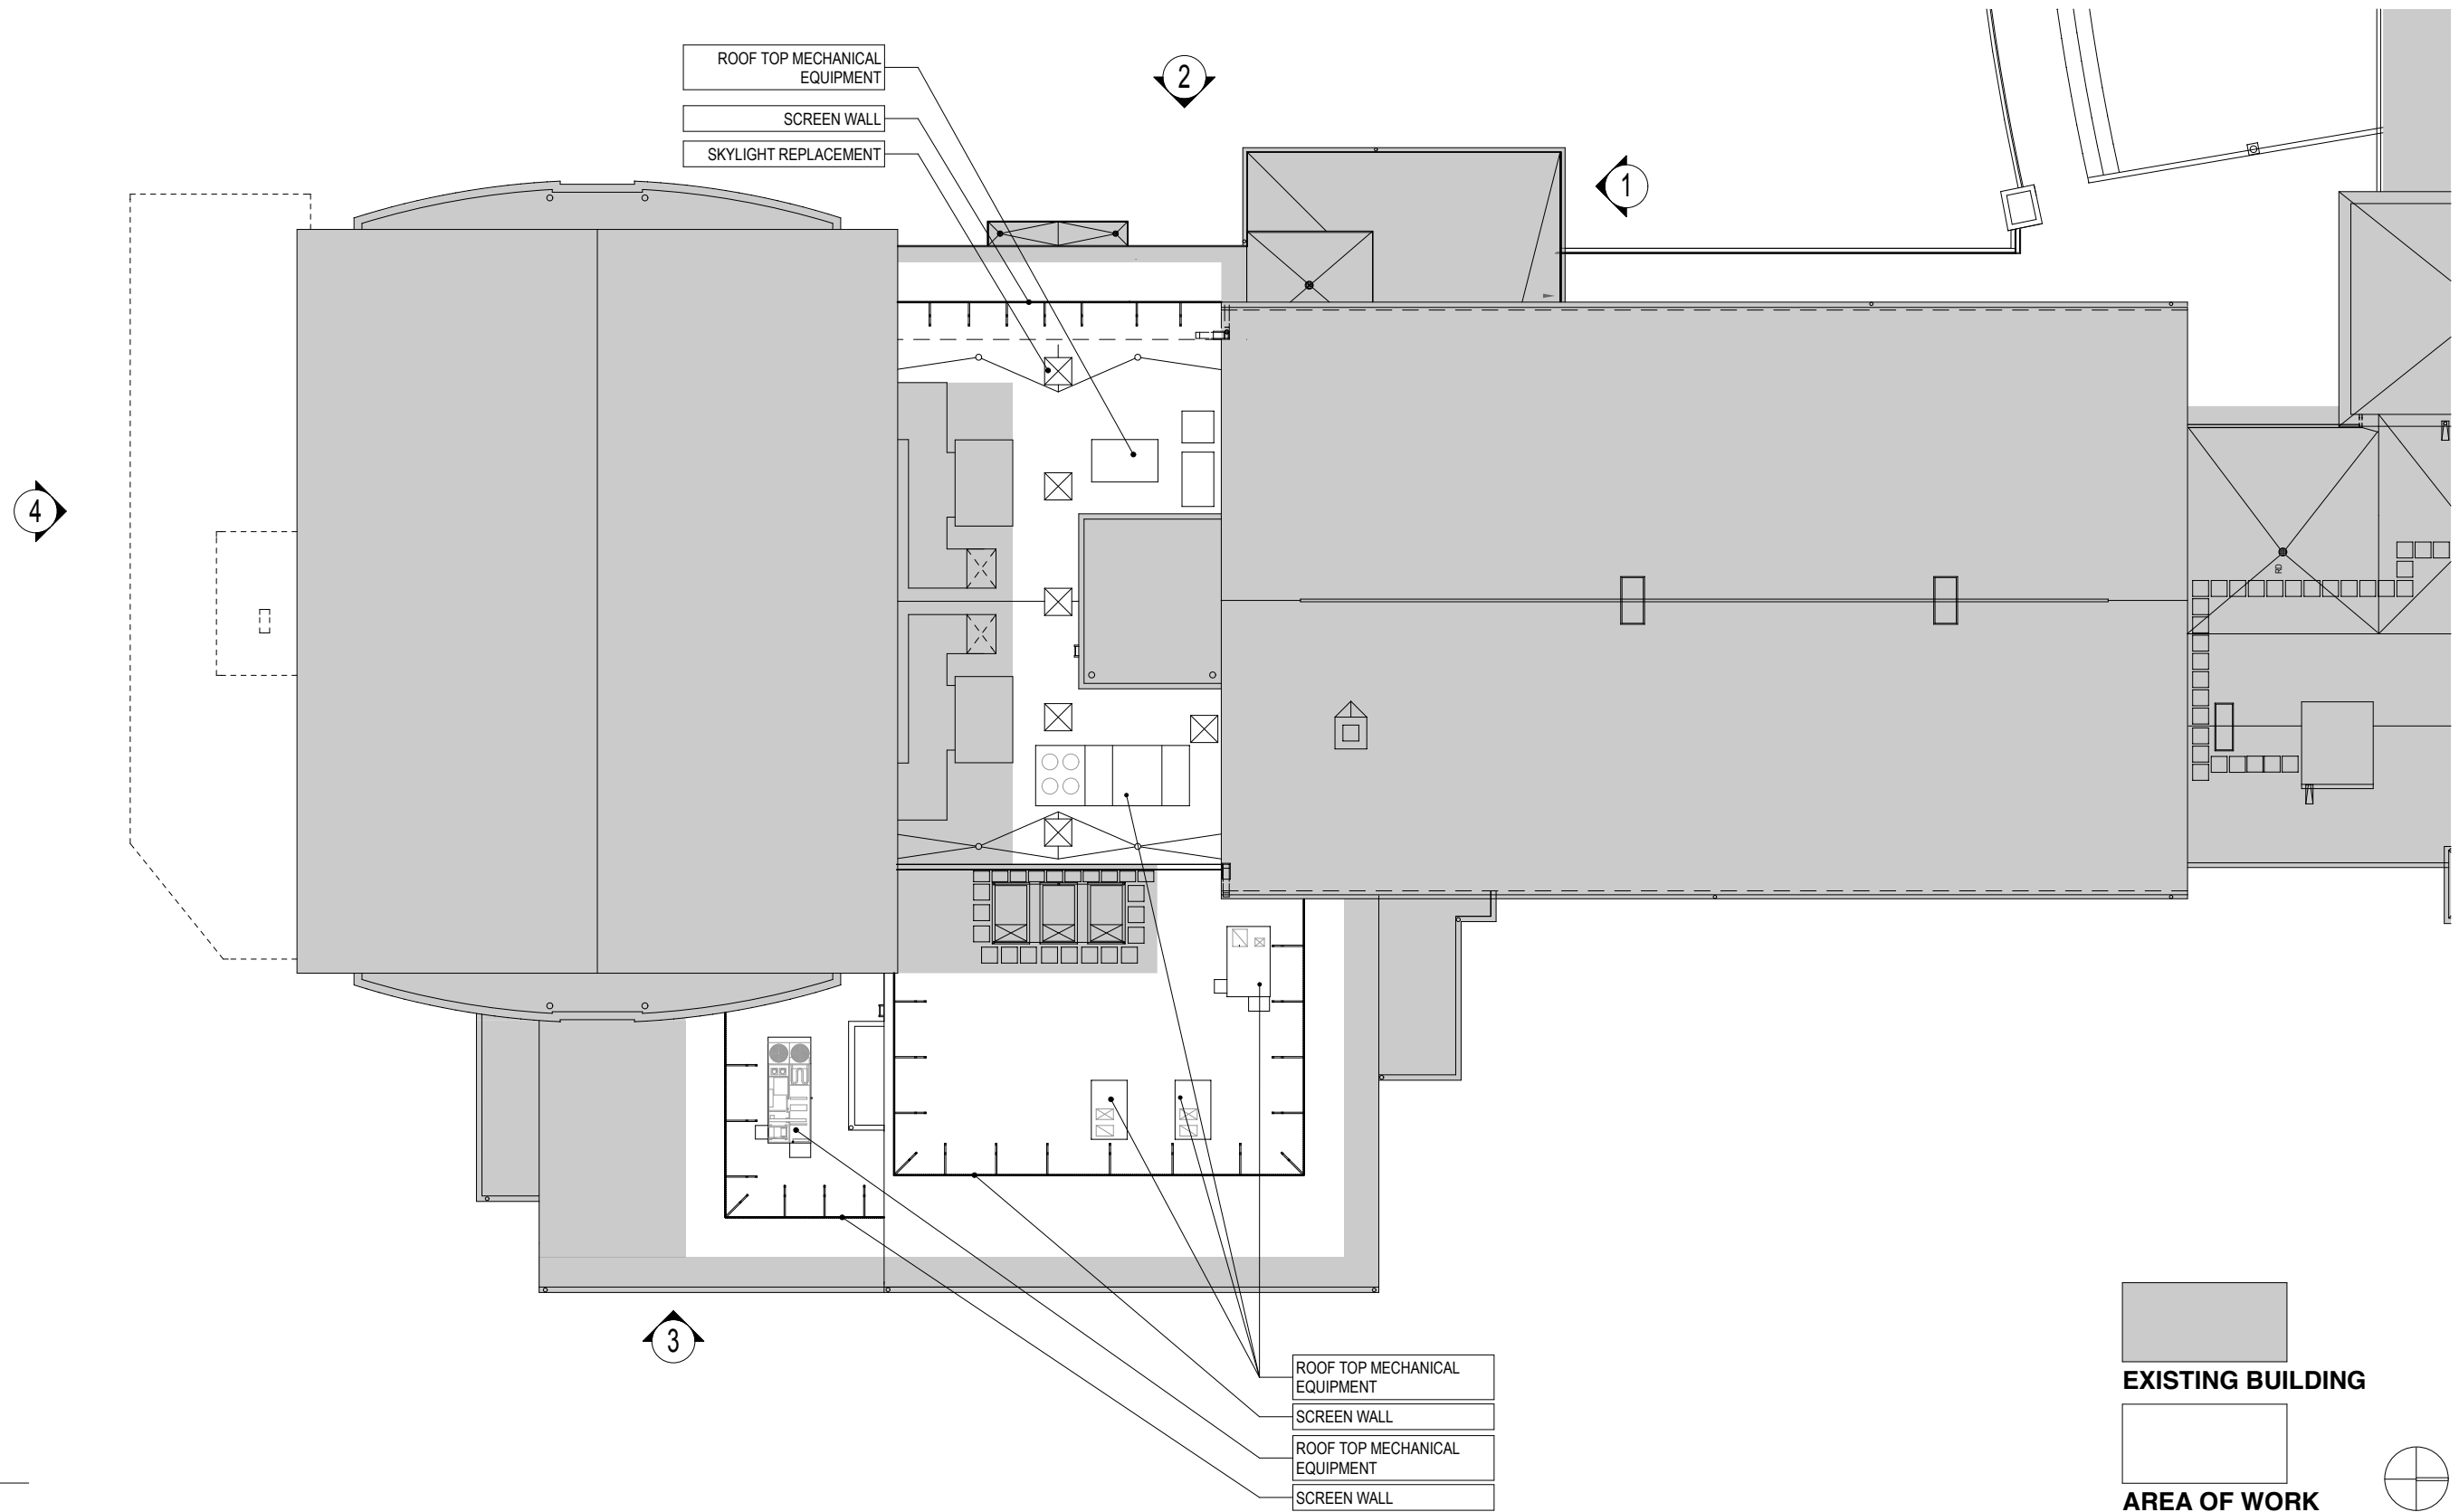 ROOF TOP MECHANICAL
EQUIPMENT
SCREEN WALL
SKYLIGHT REPLACEMENT
2
1
4
RD
3
ROOF TOP MECHANICAL
EQUIPMENT
SCREEN WALL
ROOF TOP MECHANICAL
EQUIPMENT
SCREEN WALL
EXISTING BUILDING
AREA OF WORK